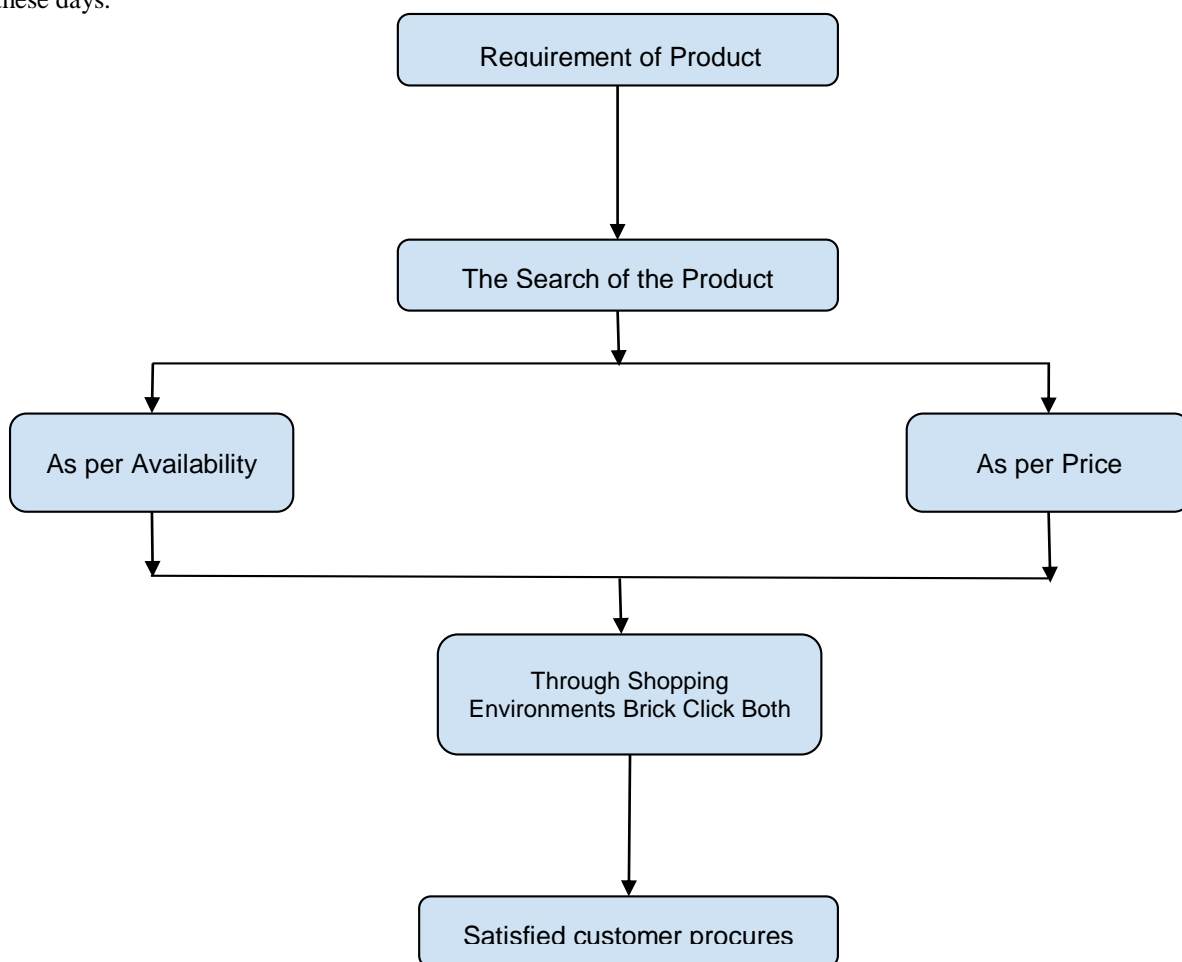 these days.
Requirement of Product
The Search of the Product
As per Availability
As per Price
Through Shopping
Environments Brick Click Both
Satisfied customer procures